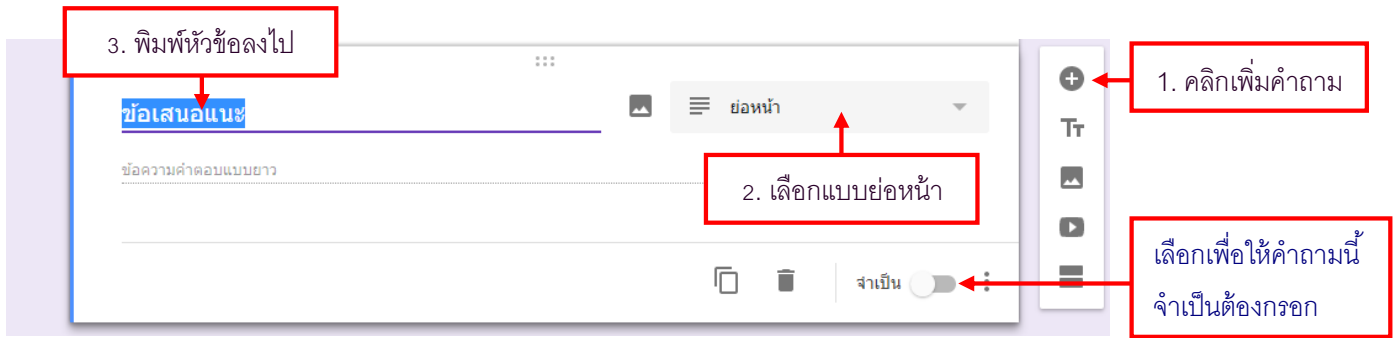 3. พิมพ์หัวข้อลงไป
1. คลิกเพิ่มคำถาม
ข้อเสนอแนะ
ย่อหน้า
Tт
ข้อความคำตอบแบบยาว
2. เลือกแบบย่อหน้า
เลือกเพื่อให้คำถามนี้
จำเป็นต้องกรอก
จำเป็น